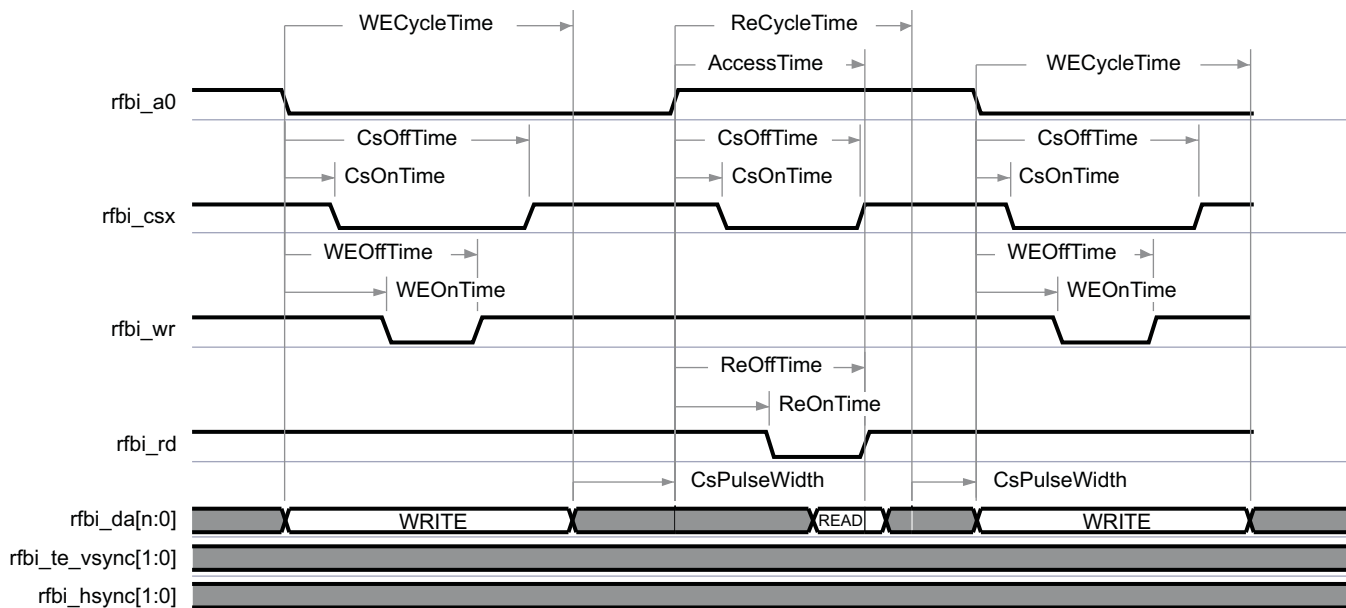 WECycleTime ReCycleTime
AccessTime WECycleTime
rfbi_a0
CsOffTime CsOffTime CsOffTime
CsOnTime CsOnTime CsOnTime
rfbi_csx
WEOffTime WEOffTime
WEOnTime WEOnTime
rfbi_wr
ReOffTime
ReOnTime
rfbi_rd
CsPulseWidth CsPulseWidth
rfbi_da[n:0] WRITE READ WRITE
rfbi_te_vsync[1:0]
rfbi_hsync[1:0]